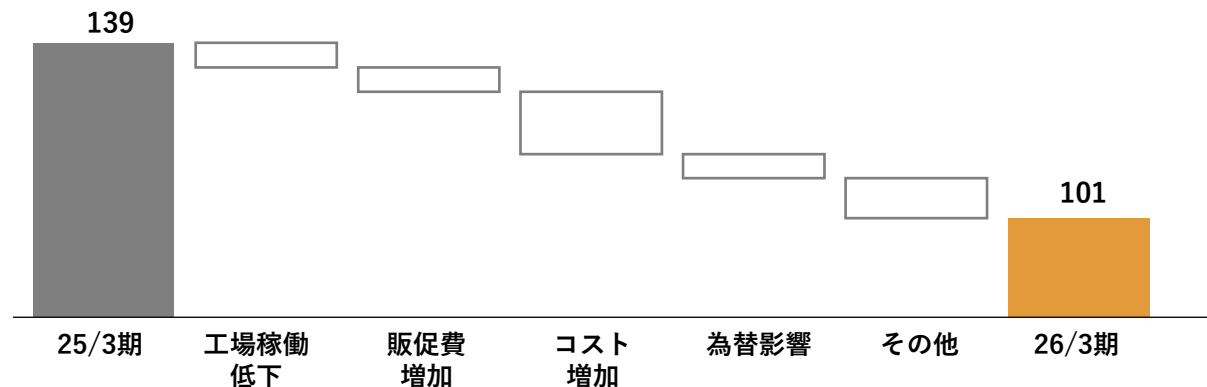 139
101
25/3期
工場稼働
低下
販促費
増加
コスト
増加
為替影響
その他
26/3期